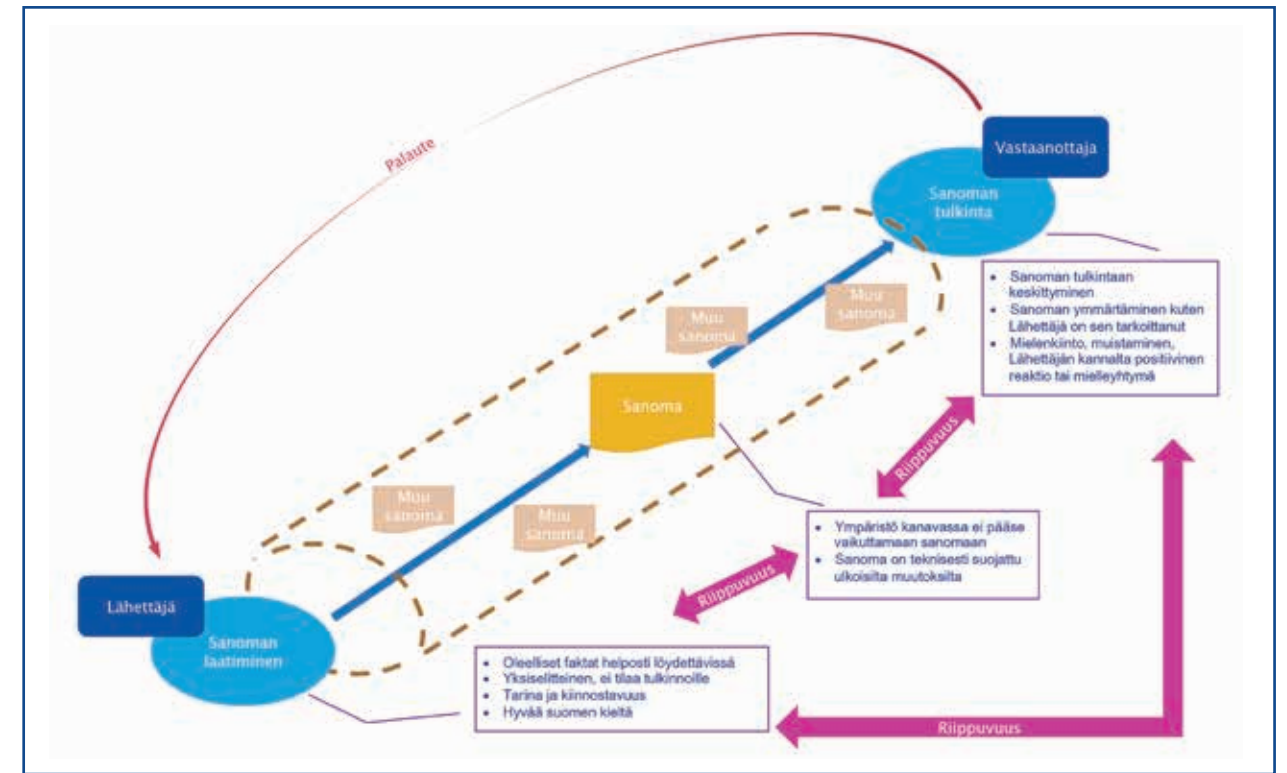 Palaute
Vastaanottaja
Sanoman
tulkinta
• Sanoman tulkintaan
keskittyminen
• Sanoman ymmärtäminen kuten
Lähettäjä on sen tarkoittanut
• Mielenkiinto, muistaminen,
Lähettäjän kannalta positiivinen
reaktio tai mielleyhtymä
Muu
sanoma
Muu
sanoma
Sanoma
Riippuvuus
Muu
sanoma
Muu
sanoma
• Ympäristö kanavassa ei pääse
vaikuttamaan sanomaan
• Sanoma on teknisesti suojattu
ulkoisilta muutoksilta
Riippuvuus
Lähettäjä
Sanoman
laatiminen
• Oleelliset faktat helposti löydettävissä
• Yksiselitteinen, ei tilaa tulkinnoille
• Tarina ja kiinnostavuus
• Hyvää suomen kieltä
Riippuvuus